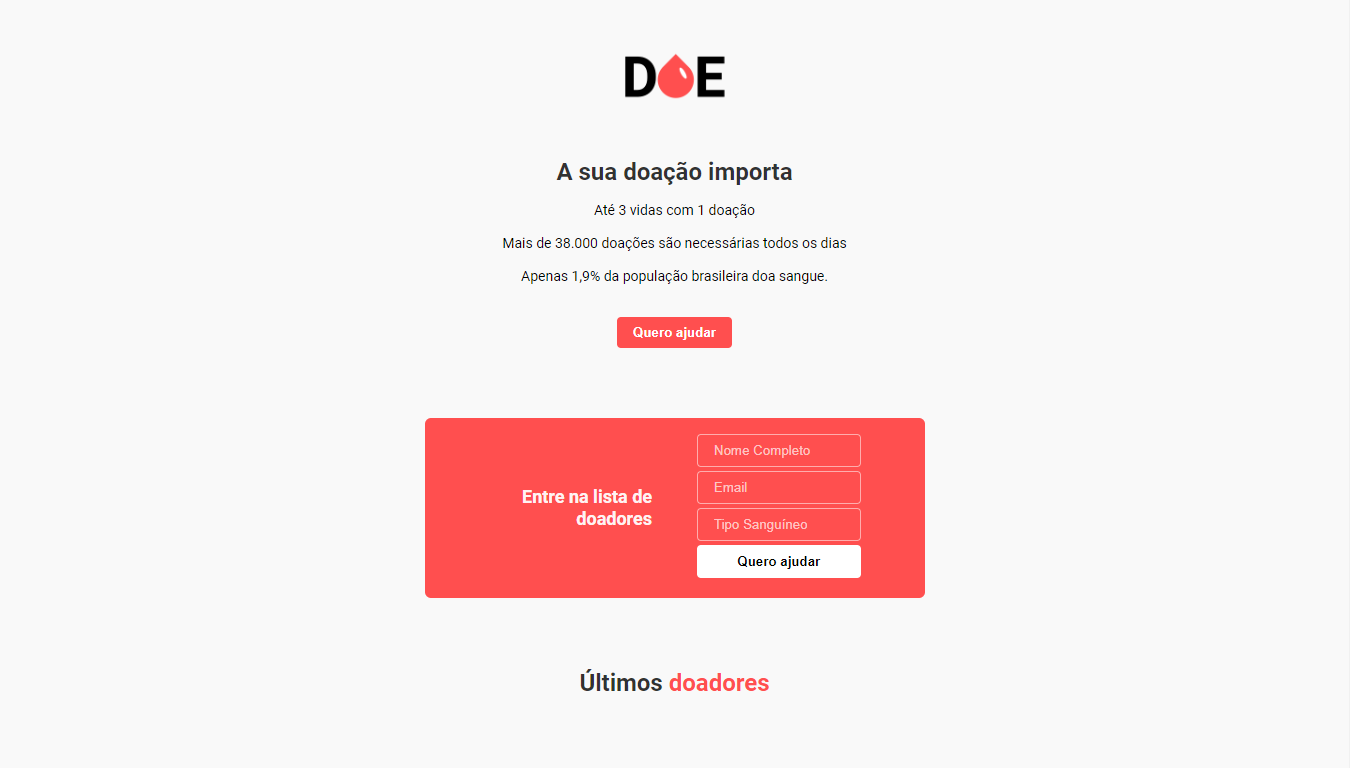 DOE
A sua doação importa
Até 3 vidas com 1 doação
Mais de 38.000 doações são necessárias todos os dias
Apenas 1,9% da população brasileira doa sangue.
Quero ajudar
Entre na lista de
doadores
Nome Completo
Email
Tipo Sanguíneo
Quero ajudar
Últimos doadores